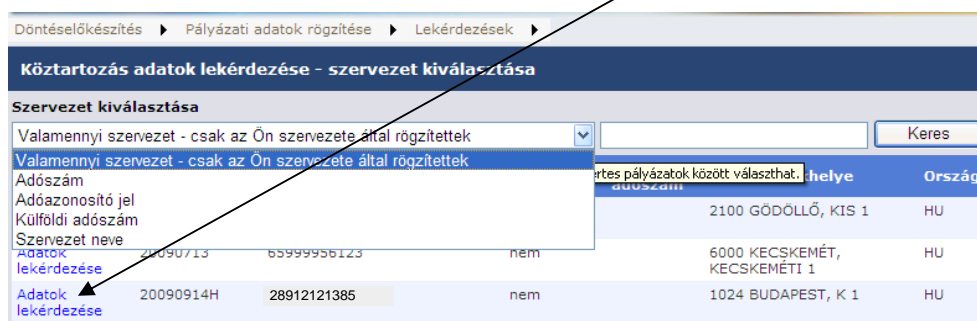 Döntéselőkészítés ▶ Pályázati adatok rögzítése ▶ Lekérdezések ▶
Köztartozás adatok lekérdezése - szervezet kiválasztása
Szervezet kiválasztása
Valamennyi szervezet - csak az Ön szervezete által rögzítettek Keres
Valamennyi szervezet - csak az Ön szervezete által rögzítettek
Adószám
Adóazonosító jel
Külföldi adószám
Szervezet neve
pályázatok között választhat.
adószám Ország
2100 GÖDÖLLŐ, KIS 1 HU
Adatok 20090713 65999956123 nem 6000 KECSKEMÉT, HU
lekérdezése KECSKEMÉTI 1
Adatok 20090914H 28912121385 nem 1024 BUDAPEST, K 1 HU
lekérdezése